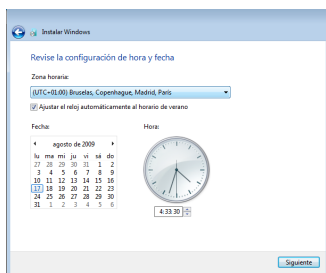 Instalar Windows
Revise la configuración de hora y fecha
Zona horaria:
(UTC+01:00) Bruselas, Copenhague, Madrid, París
Ajustar el reloj automáticamente al horario de verano
Fecha: Hora:
agosto de 2009
lu ma mi ju vi sá do
27 28 29 30 31 1 2
3 4 5 6 7 8 9
10 11 12 13 14 15 16
17 18 19 20 21 22 23
24 25 26 27 28 29 30
31 1 2 3 4 5 6
4:33:30
Siguiente